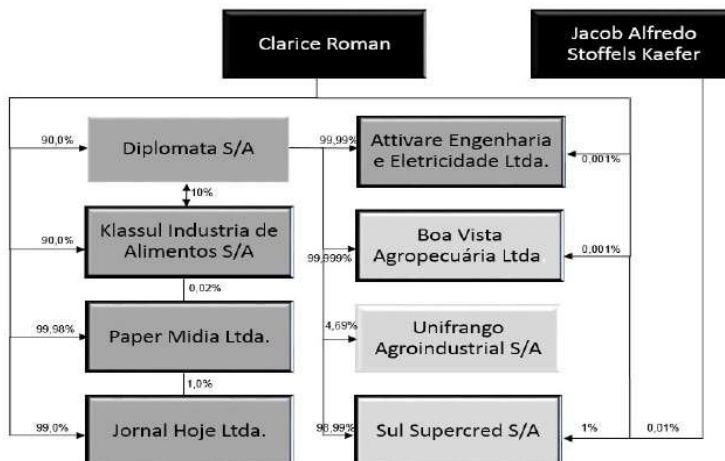 Clarice Roman
Jacob Alfredo
Stoffels Kaefer
90,0%
Diplomata S/A
99,99%
Attivare Engenharia
e Eletricidade Ltda.
0,001%
10%
90,0%
Klassul Industria de
Alimentos S/A
99,999%
Boa Vista
Agropecuária Ltda
0,001%
0,02%
99,98%
Paper Midia Ltda.
4,69%
Unifrango
Agroindustrial S/A
1,0%
99,0%
Jornal Hoje Ltda.
Sul Supercred S/A
1%
0,01%